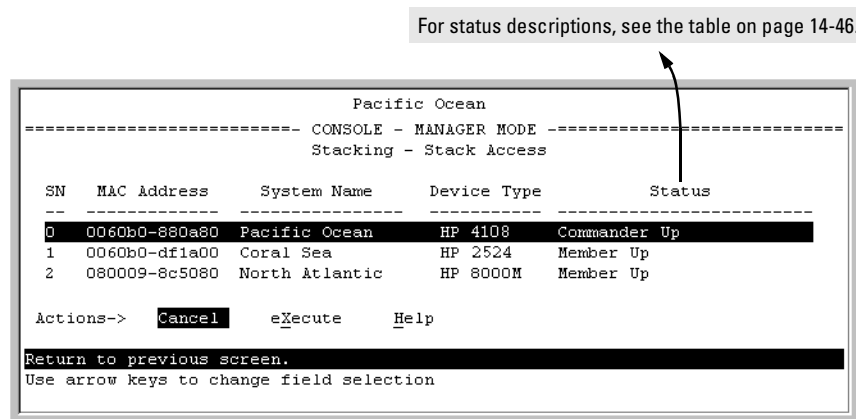 For status descriptions, see the table on page 14-46.
Pacific Ocean
==========================- CONSOLE - MANAGER MODE -============================
Stacking - Stack Access
SN MAC Address System Name Device Type Status
-- ------------- ---------------- ----------- -------------------------
0 0060b0-880a80 Pacific Ocean HP 4108 Commander Up
1 0060b0-df1a00 Coral Sea HP 2524 Member Up
2 080009-8c5080 North Atlantic HP 8000M Member Up
Actions-> Cancel eXecute Help
Return to previous screen.
Use arrow keys to change field selection